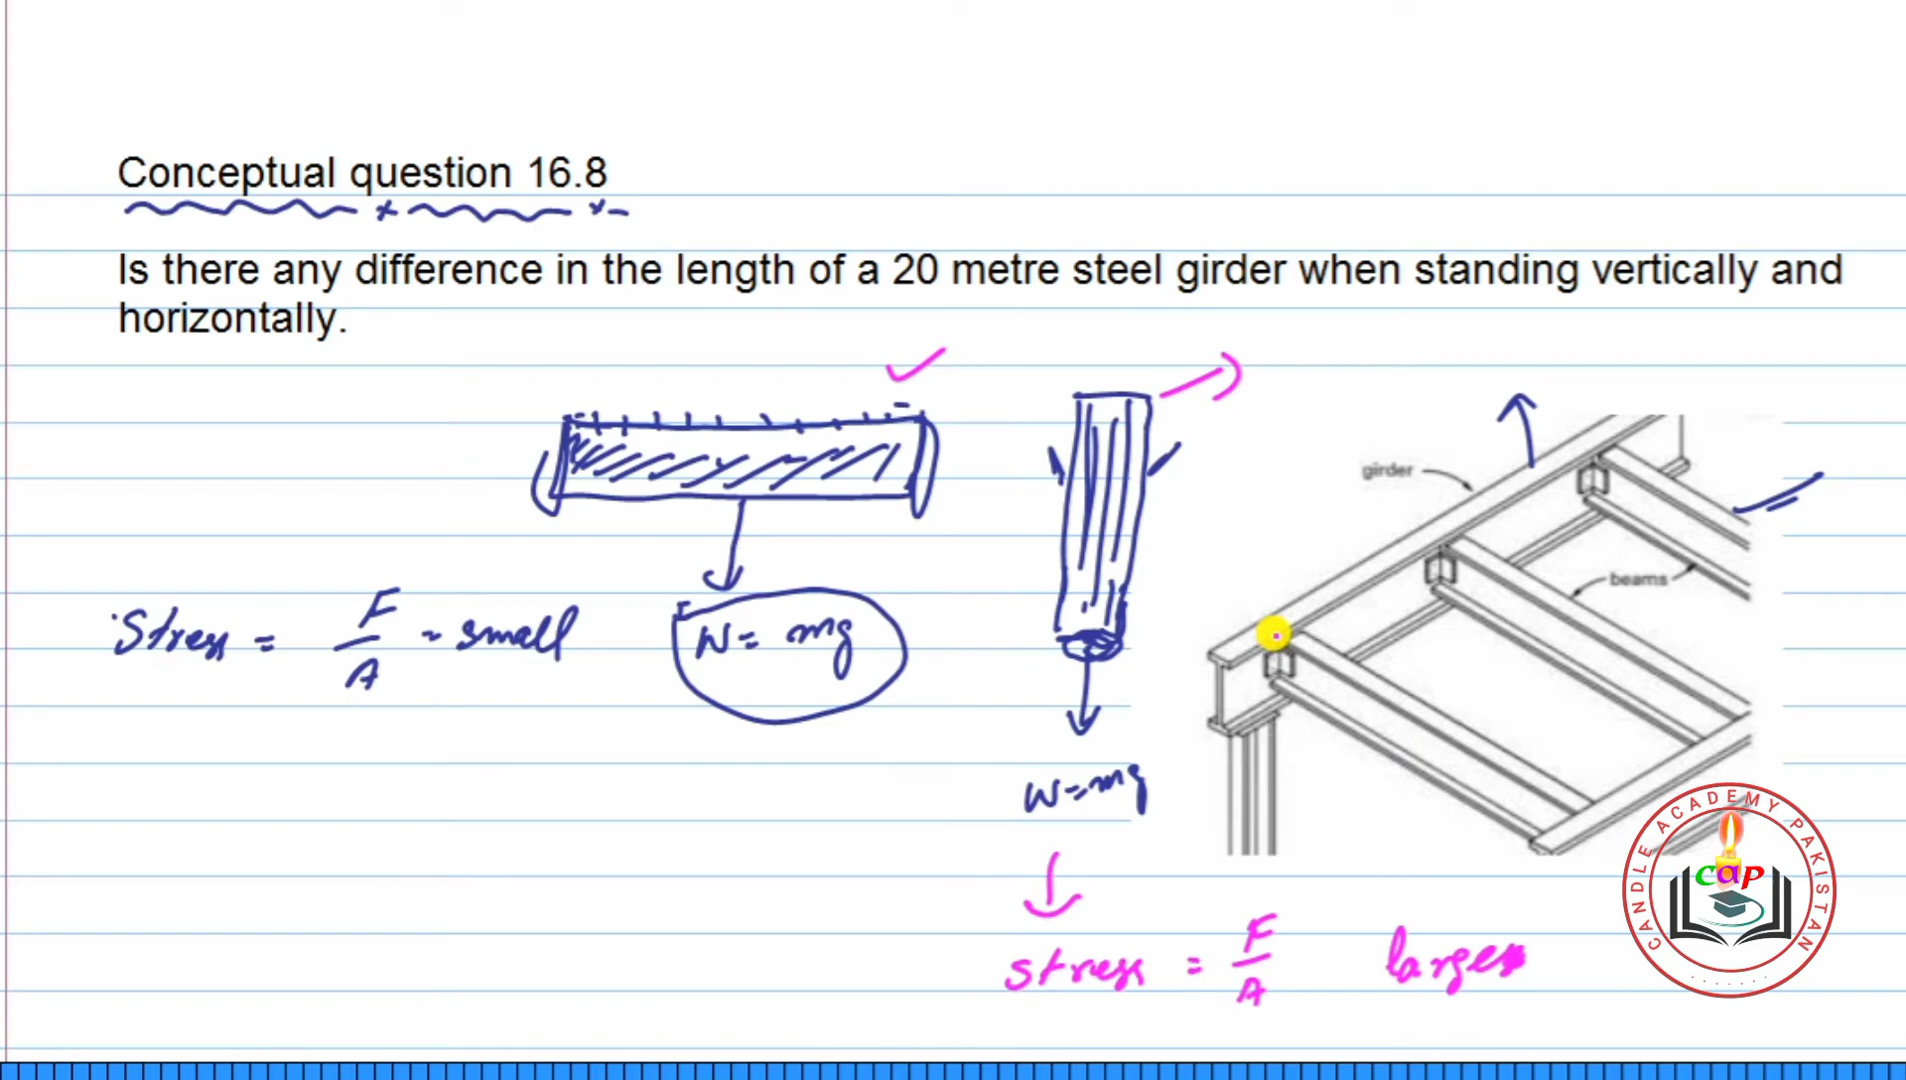 Conceptual question 16.8
Is there any difference in the length of a 20 metre steel girder when standing vertically and
horizontally.
girder
beams
Stress = F/A = small
W = mg
W = mg
stress = F/A large
CANDLE ACADEMY PAKISTAN
cap